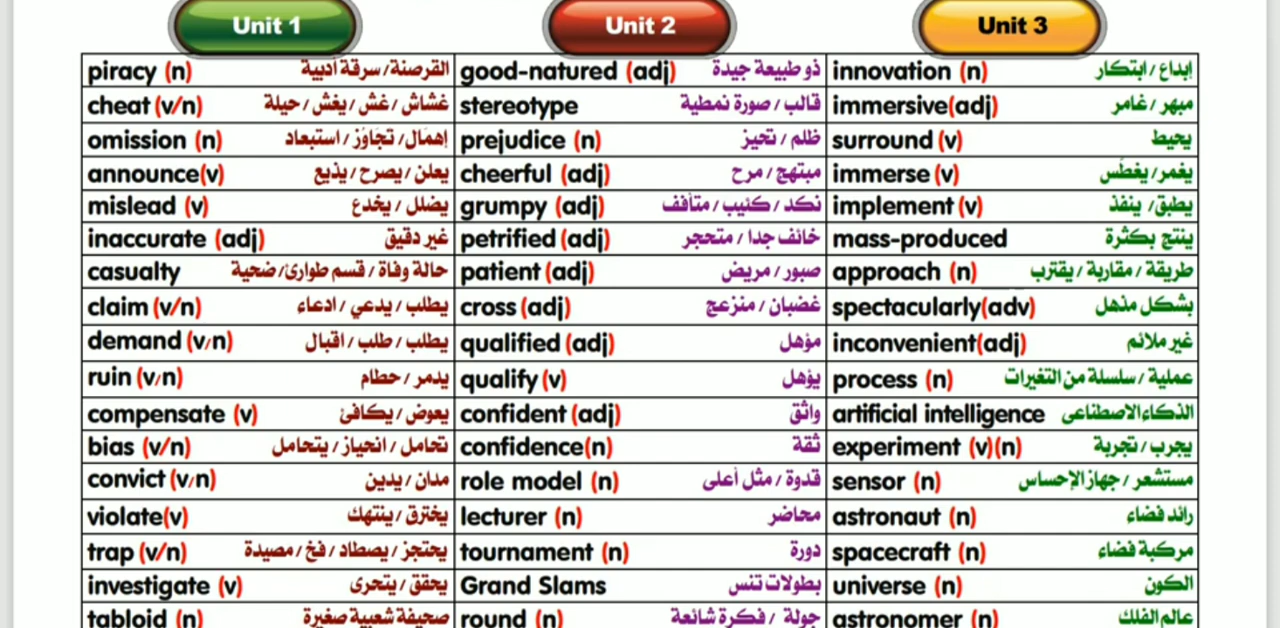 Unit 1 Unit 2 Unit 3
piracy (n) القرصنة/ سرقة أدبية good-natured (adj) ذو طبيعة جيدة innovation (n) إبداع / ابتكار
cheat (v/n) غشاش / غش / يغش / حيلة stereotype قالب / صورة نمطية immersive(adj) مبهر / غامر
omission (n) إهمال/ تجاوز / استبعاد prejudice (n) ظلم / تحيز surround (v) يحيط
announce(v) يعلن / يصرح / يذيع cheerful (adj) مبتهج / مرح immerse (v) يغمر/ يغطس
mislead (v) يضلل / يخدع grumpy (adj) نكد / كئيب / متأفف implement (v) يطبق/ ينفذ
inaccurate (adj) غير دقيق petrified (adj) خائف جدا / متحجر mass-produced ينتج بكثرة
casualty حالة وفاة / قسم طوارئ/ ضحية patient (adj) صبور / مريض approach (n) طريقة / مقاربة / يقترب
claim (v/n) يطلب / يدعي / ادعاء cross (adj) غضبان / منزعج spectacularly(adv) بشكل مذهل
demand (v/n) يطلب / طلب / اقبال qualified (adj) مؤهل inconvenient(adj) غير ملائم
ruin (v/n) يدمر / حطام qualify (v) يؤهل process (n) عملية / سلسلة من التغيرات
compensate (v) يعوض / يكافئ confident (adj) واثق artificial intelligence الذكاء الاصطناعى
bias (v/n) تحامل / انحياز / يتحامل confidence(n) ثقة experiment (v)(n) يجرب / تجربة
convict (v/n) مدان / يدين role model (n) قدوة / مثل أعلى sensor (n) مستشعر / جهاز الإحساس
violate(v) يخترق / ينتهك lecturer (n) محاضر astronaut (n) رائد فضاء
trap (v/n) يحتجز / يصطاد / فخ / مصيدة tournament (n) دورة spacecraft (n) مركبة فضاء
investigate (v) يحقق / يتحرى Grand Slams بطولات تنس universe (n) الكون
tabloid (n) صحيفة شعبية صغيرة round (n) جولة / فكرة شائعة astronomer (n) عالم الفلك